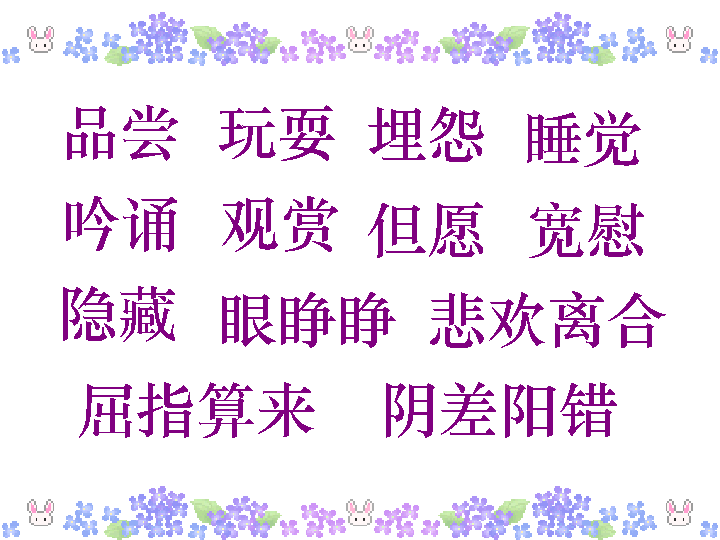 品尝 玩耍 埋怨 睡觉
吟诵 观赏 但愿 宽慰
隐藏 眼睁睁 悲欢离合
屈指算来 阴差阳错